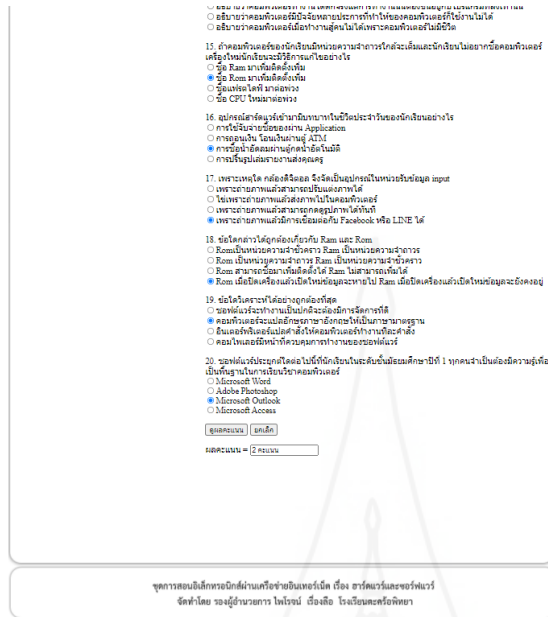 ○ อธิบายว่าคอมพิวเตอร์มีปัจจัยหลายประการที่ทำให้ของคอมพิวเตอร์ก็ใช้งานไม่ได้
○ อธิบายว่าคอมพิวเตอร์เมื่อทำงานสู้คนไม่ได้เพราะคอมพิวเตอร์ไม่มีชีวิต
15. ถ้าคอมพิวเตอร์ของนักเรียนมีหน่วยความจำถาวรใกล้จะเต็มและนักเรียนไม่อยากซื้อคอมพิวเตอร์
เครื่องใหม่นักเรียนจะมีวิธีการแก้ไขอย่างไร
○ ซื้อ Ram มาเพิ่มติดตั้งเพิ่ม
ซื้อ Rom มาเพิ่มติดตั้งเพิ่ม
○ ซื้อแฟรตไดฟ์ มาต่อพ่วง
○ ซื้อ CPU ใหม่มาต่อพ่วง
16. อุปกรณ์ฮาร์ดแวร์เข้ามามีบทบาทในชีวิตประจำวันของนักเรียนอย่างไร
○ การใช้จับจ่ายซื้อของผ่าน Application
○ การถอนเงิน โอนเงินผ่านตู้ ATM
การซื้อน้ำอัดลมผ่านตู้กดน้ำอัตโนมัติ
○ การปริ้นรูปเล่มรายงานส่งคุณครู
17. เพราะเหตุใด กล้องดิจิตอล จึงจัดเป็นอุปกรณ์ในหน่วยรับข้อมูล input
○ เพราะถ่ายภาพแล้วสามารถปรับแต่งภาพได้
○ ใช่เพราะถ่ายภาพแล้วส่งภาพไปในคอมพิวเตอร์
○ เพราะถ่ายภาพแล้วสามารถกดดูรูปภาพได้ทันที
เพราะถ่ายภาพแล้วมีการเชื่อมต่อกับ Facebook หรือ LINE ได้
18. ข้อใดกล่าวได้ถูกต้องเกี่ยวกับ Ram และ Rom
○ Romเป็นหน่วยความจำชั่วคราว Ram เป็นหน่วยความจำถาวร
○ Romเป็นหน่วยความจำถาวร Ram เป็นหน่วยความจำชั่วคราว
○ Rom สามารถซื้อมาเพิ่มติดตั้งได้ Ram ไม่สามารถเพิ่มได้
Rom เมื่อปิดเครื่องแล้วเปิดใหม่ข้อมูลจะหายไป Ram เมื่อปิดเครื่องแล้วเปิดใหม่ข้อมูลจะยังคงอยู่
19. ข้อใดวิเคราะห์ได้อย่างถูกต้องที่สุด
○ ซอฟต์แวร์จะทำงานเป็นปกติจะต้องมีการจัดการที่ดี
คอมพิวเตอร์จะแปลอักษรภาษาอังกฤษให้เป็นภาษามาตรฐาน
○ อินเตอร์พรีเตอร์แปลคำสั่งให้คอมพิวเตอร์ทำงานทีละคำสั่ง
○ คอมไพเลอร์มีหน้าที่ควบคุมการทำงานของซอฟต์แวร์
20. ซอฟต์แวร์ประยุกต์ใดต่อไปนี้ที่นักเรียนในระดับชั้นมัธยมศึกษาปีที่ 1 ทุกคนจำเป็นต้องมีความรู้เพื่อ
เป็นพื้นฐานในการเรียนวิชาคอมพิวเตอร์
○ Microsoft Word
○ Adobe Photoshop
Microsoft Outlook
○ Microsoft Access
ดูผลคะแนน ยกเลิก
ผลคะแนน = 2 คะแนน
ชุดการสอนอิเล็กทรอนิกส์ผ่านเครือข่ายอินเทอร์เน็ต เรื่อง ฮาร์ดแวร์และซอร์ฟแวร์
จัดทำโดย รองผู้อำนวยการ ไพโรจน์ เรื่องลือ โรงเรียนตะคร้อพิทยา